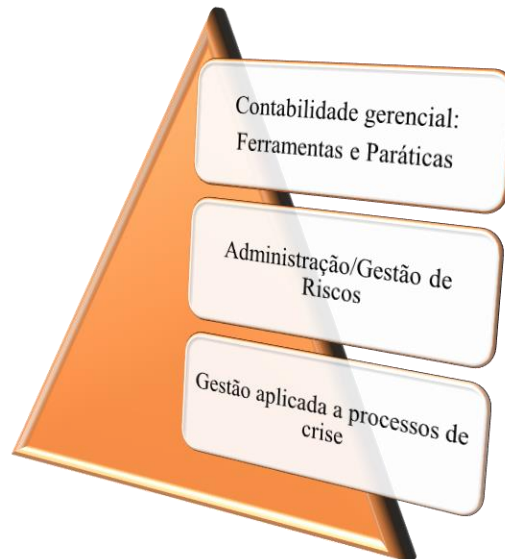 Contabilidade gerencial:
Ferramentas e Paráticas
Administração/Gestão de
Riscos
Gestão aplicada a processos de
crise